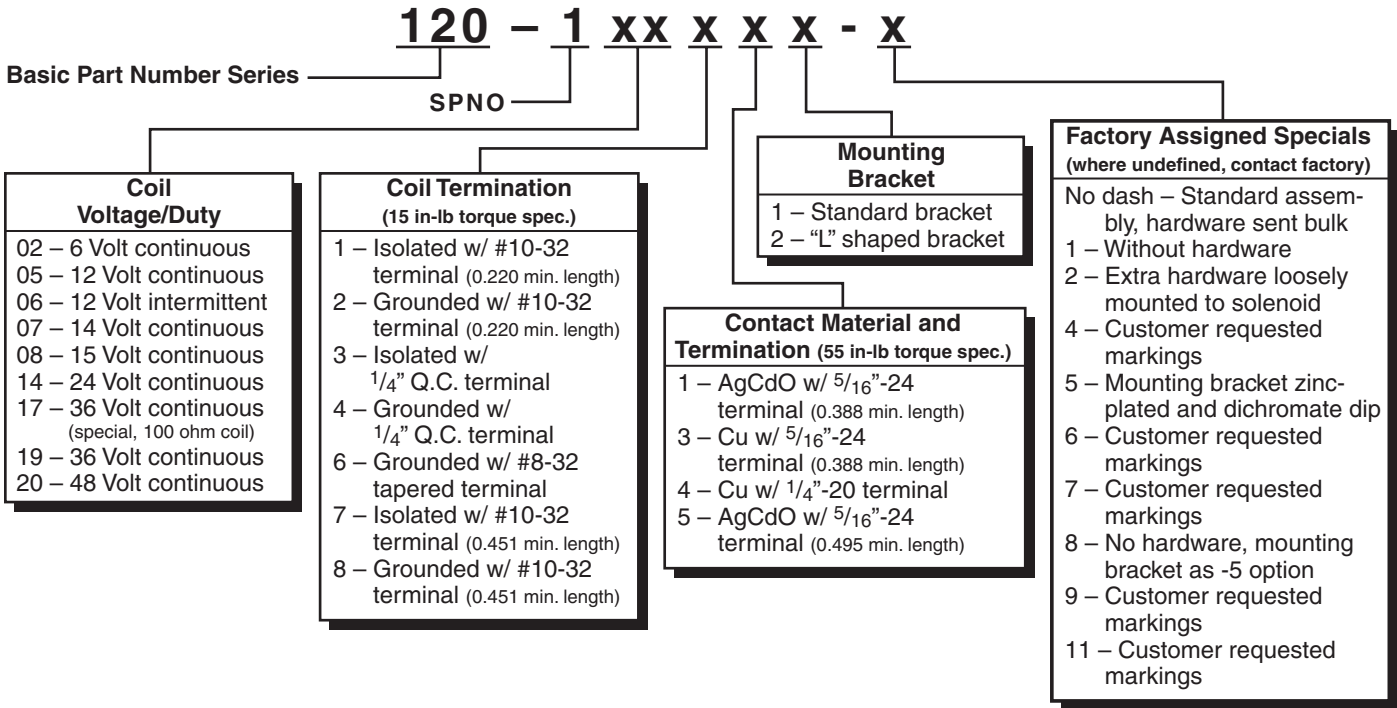 120 – 1 xx x x x - x
Basic Part Number Series
SPNO
Coil
Voltage/Duty
02 – 6 Volt continuous
05 – 12 Volt continuous
06 – 12 Volt intermittent
07 – 14 Volt continuous
08 – 15 Volt continuous
14 – 24 Volt continuous
17 – 36 Volt continuous
(special, 100 ohm coil)
19 – 36 Volt continuous
20 – 48 Volt continuous
Coil Termination
(15 in-lb torque spec.)
1 – Isolated w/ #10-32
terminal (0.220 min. length)
2 – Grounded w/ #10-32
terminal (0.220 min. length)
3 – Isolated w/
1/4” Q.C. terminal
4 – Grounded w/
1/4” Q.C. terminal
6 – Grounded w/ #8-32
tapered terminal
7 – Isolated w/ #10-32
terminal (0.451 min. length)
8 – Grounded w/ #10-32
terminal (0.451 min. length)
Mounting
Bracket
1 – Standard bracket
2 – “L” shaped bracket
Contact Material and
Termination (55 in-lb torque spec.)
1 – AgCdO w/ 5/16”-24
terminal (0.388 min. length)
3 – Cu w/ 5/16”-24
terminal (0.388 min. length)
4 – Cu w/ 1/4”-20 terminal
5 – AgCdO w/ 5/16”-24
terminal (0.495 min. length)
Factory Assigned Specials
(where undefined, contact factory)
No dash – Standard assem-
bly, hardware sent bulk
1 – Without hardware
2 – Extra hardware loosely
mounted to solenoid
4 – Customer requested
markings
5 – Mounting bracket zinc-
plated and dichromate dip
6 – Customer requested
markings
7 – Customer requested
markings
8 – No hardware, mounting
bracket as -5 option
9 – Customer requested
markings
11 – Customer requested
markings